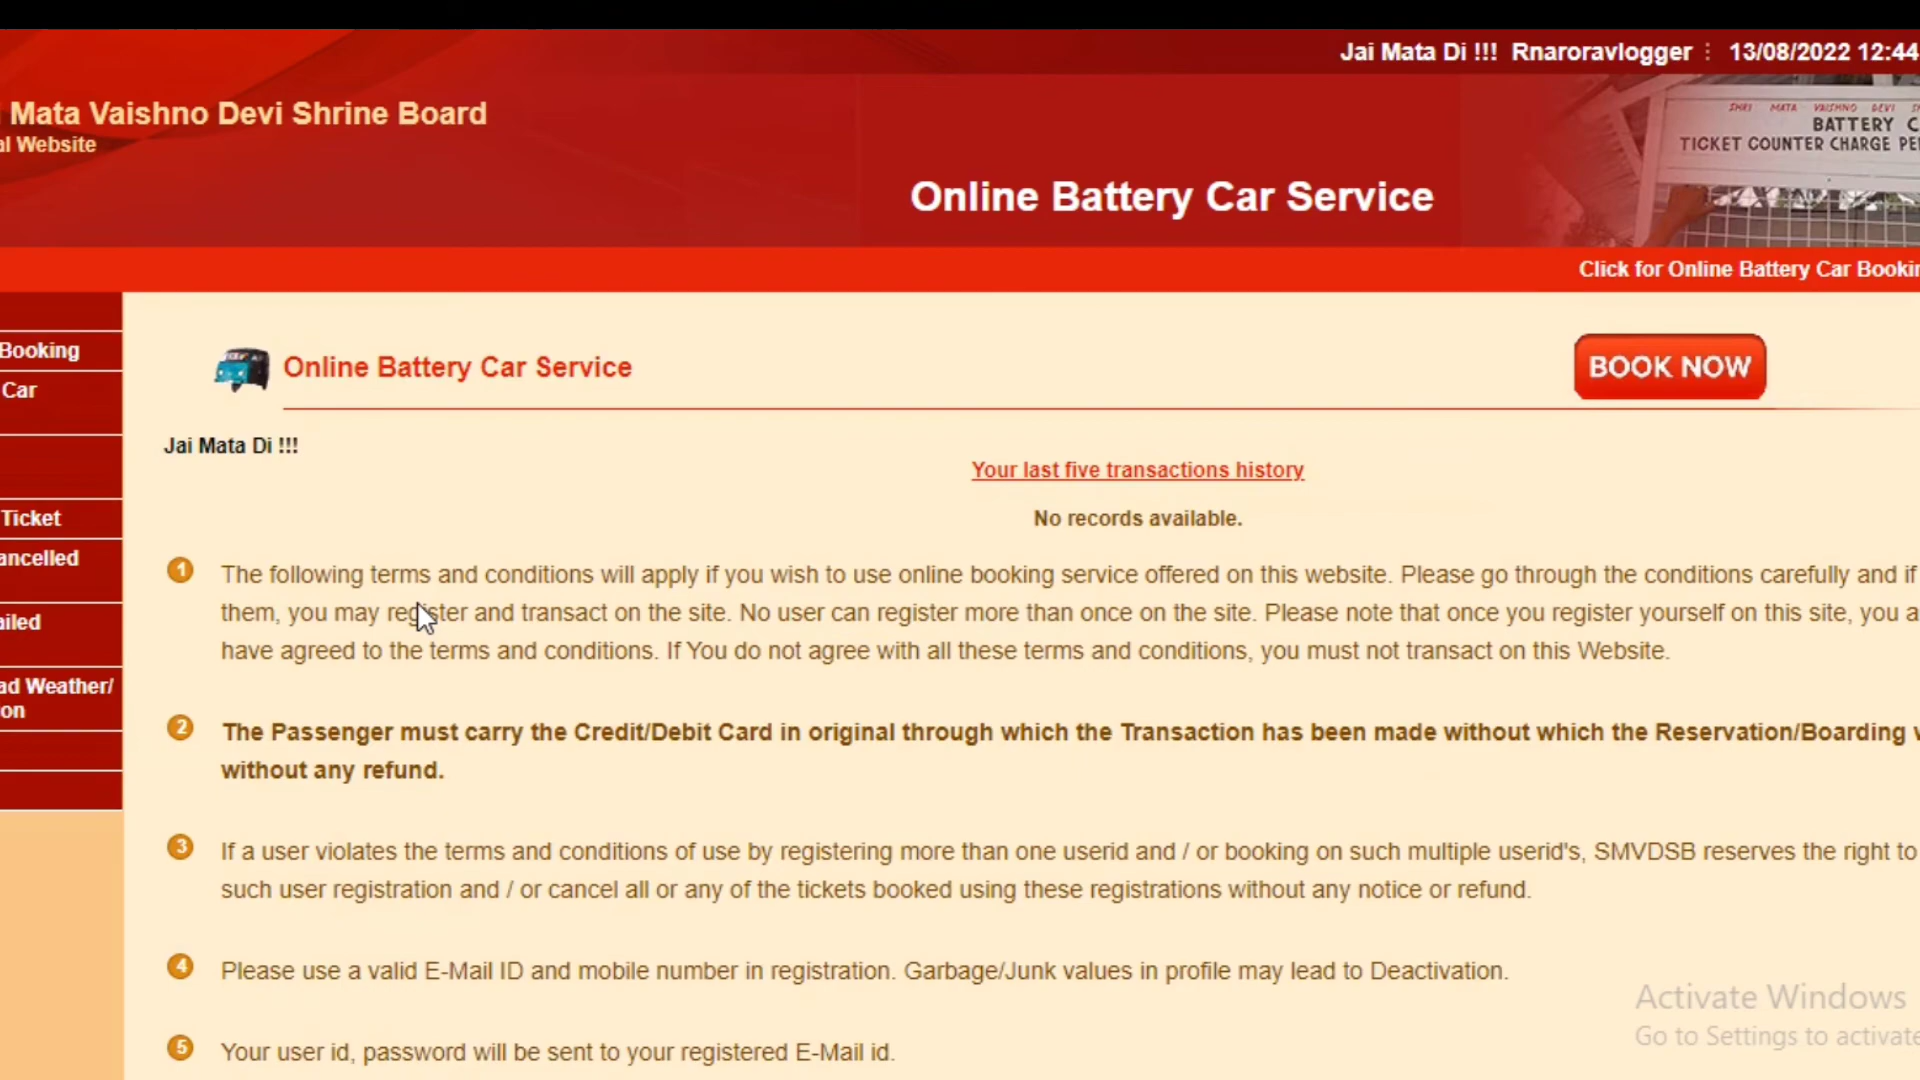 Jai Mata Di !!! Rnaroravlogger 13/08/2022 12:44
Mata Vaishno Devi Shrine Board
al Website
SHRI MATA VAISHNO DEVI
BATTERY C
TICKET COUNTER CHARGE PE
Online Battery Car Service
Click for Online Battery Car Bookin
Booking
Car
Ticket
ancelled
ailed
ad Weather/
on
Online Battery Car Service
BOOK NOW
Jai Mata Di !!!
Your last five transactions history
No records available.
1 The following terms and conditions will apply if you wish to use online booking service offered on this website. Please go through the conditions carefully and if
them, you may register and transact on the site. No user can register more than once on the site. Please note that once you register yourself on this site, you a
have agreed to the terms and conditions. If You do not agree with all these terms and conditions, you must not transact on this Website.
2 The Passenger must carry the Credit/Debit Card in original through which the Transaction has been made without which the Reservation/Boarding
without any refund.
3 If a user violates the terms and conditions of use by registering more than one userid and / or booking on such multiple userid's, SMVDSB reserves the right to
such user registration and / or cancel all or any of the tickets booked using these registrations without any notice or refund.
4 Please use a valid E-Mail ID and mobile number in registration. Garbage/Junk values in profile may lead to Deactivation.
5 Your user id, password will be sent to your registered E-Mail id.
Activate Windows
Go to Settings to activate